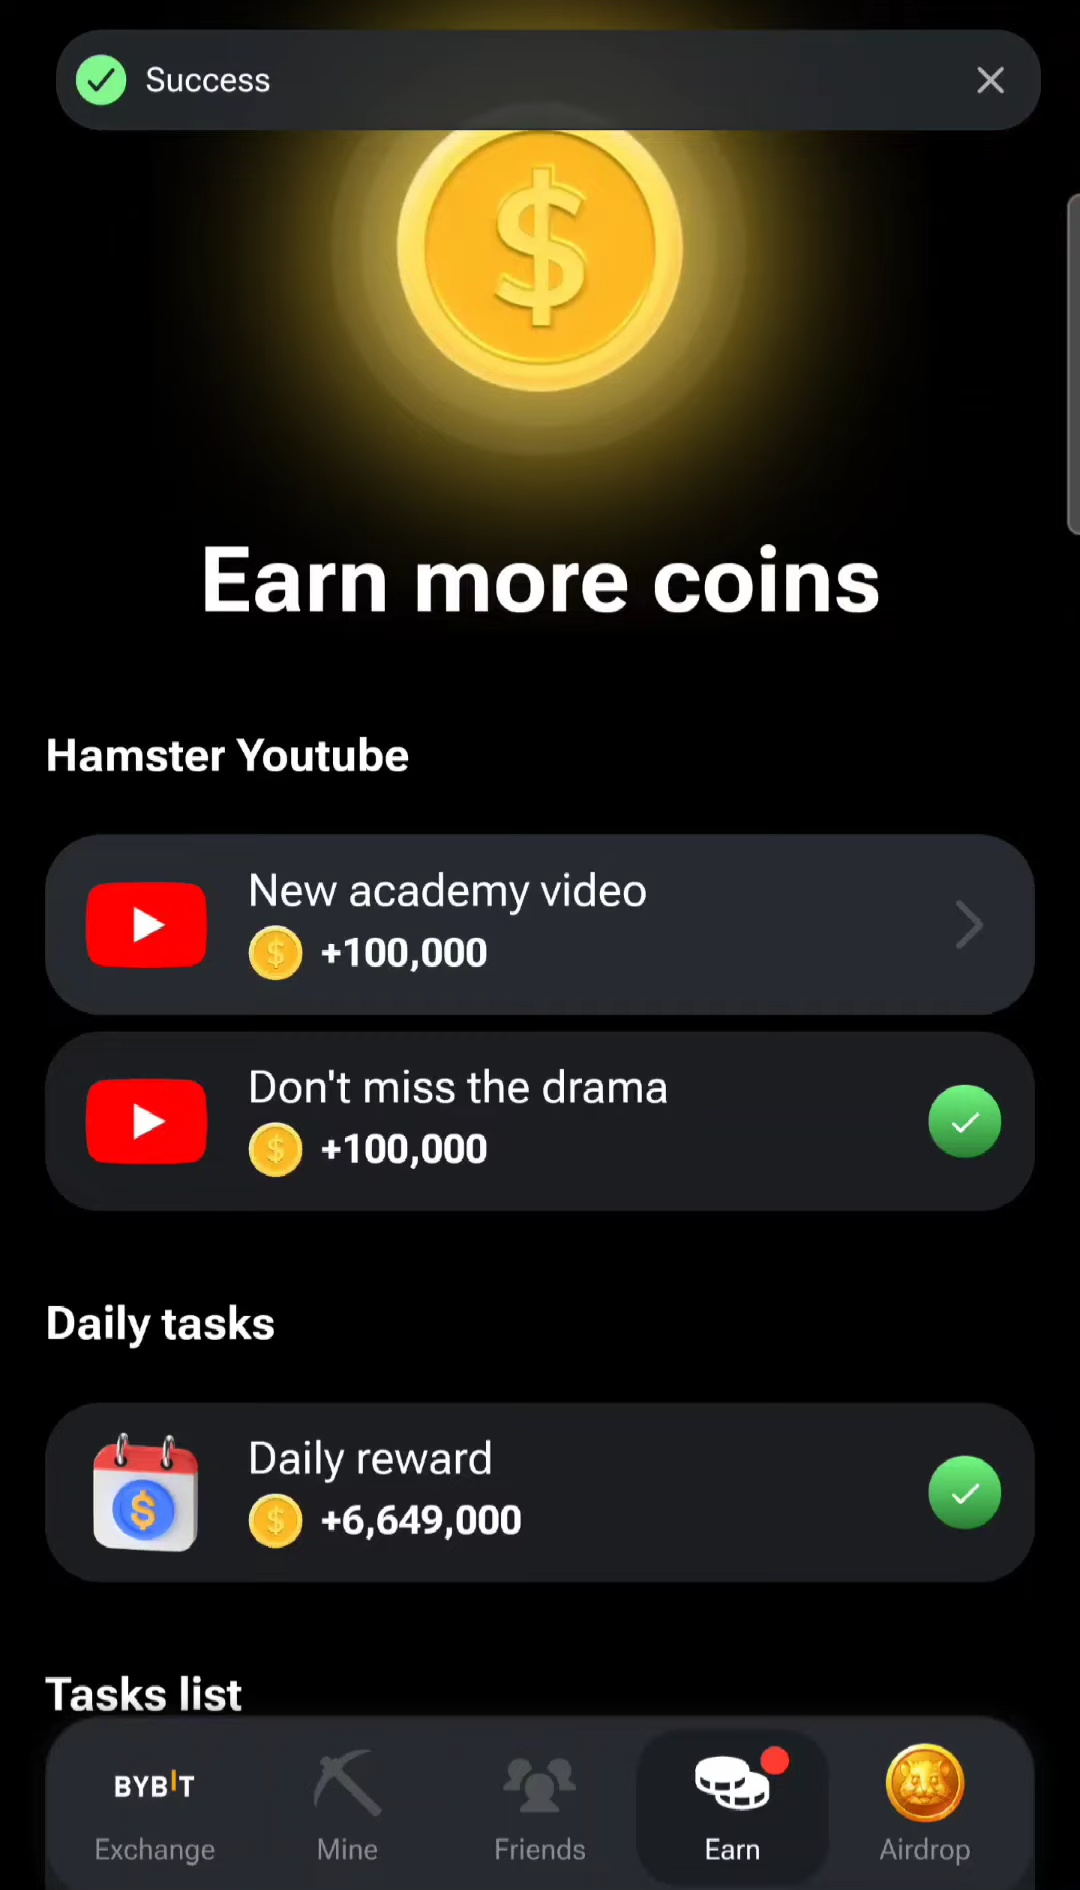 Success
Earn more coins
Hamster Youtube
New academy video
+100,000
Don't miss the drama
+100,000
Daily tasks
Daily reward
+6,649,000
Tasks list
BYBIT
Exchange
Mine
Friends
Earn
Airdrop